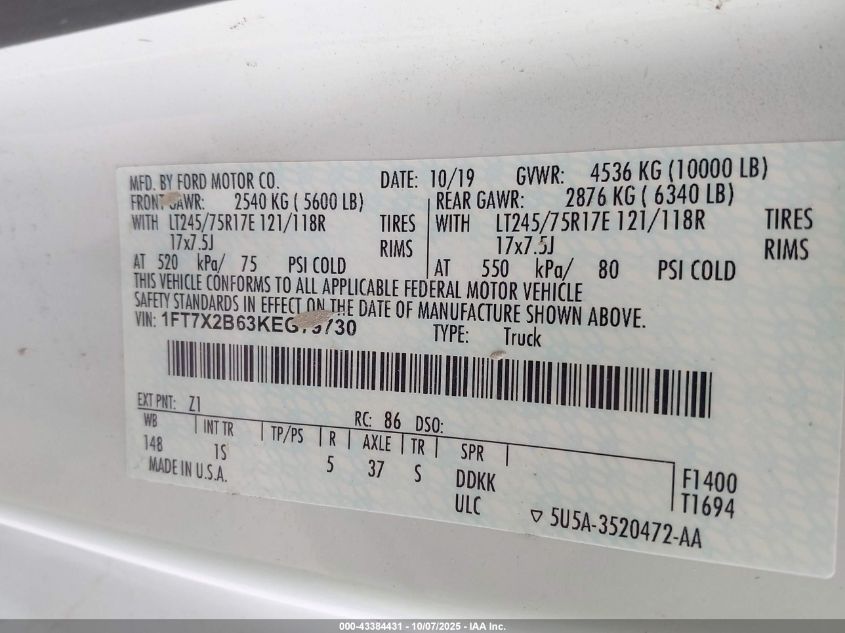 MFD. BY FORD MOTOR CO. DATE: 10/19 GVWR: 4536 KG (10000 LB)
FRONT GAWR: 2540 KG ( 5600 LB) REAR GAWR: 2876 KG ( 6340 LB)
WITH LT245/75R17E 121/118R TIRES WITH LT245/75R17E 121/118R TIRES
17x7.5J RIMS 17x7.5J RIMS
AT 520 kPa/ 75 PSI COLD AT 550 kPa/ 80 PSI COLD
THIS VEHICLE CONFORMS TO ALL APPLICABLE FEDERAL MOTOR VEHICLE
SAFETY STANDARDS IN EFFECT ON THE DATE OF MANUFACTURE SHOWN ABOVE.
VIN: TYPE: Truck
EXT PNT: Z1 RC: 86 DSO:
WB INT TR TP/PS R AXLE TR SPR
148 1S 5 37 S DDKK F1400
MADE IN U.S.A. ULC T1694
5U5A-3520472-AA
000-43384431 - 10/07/2025 - IAA Inc.